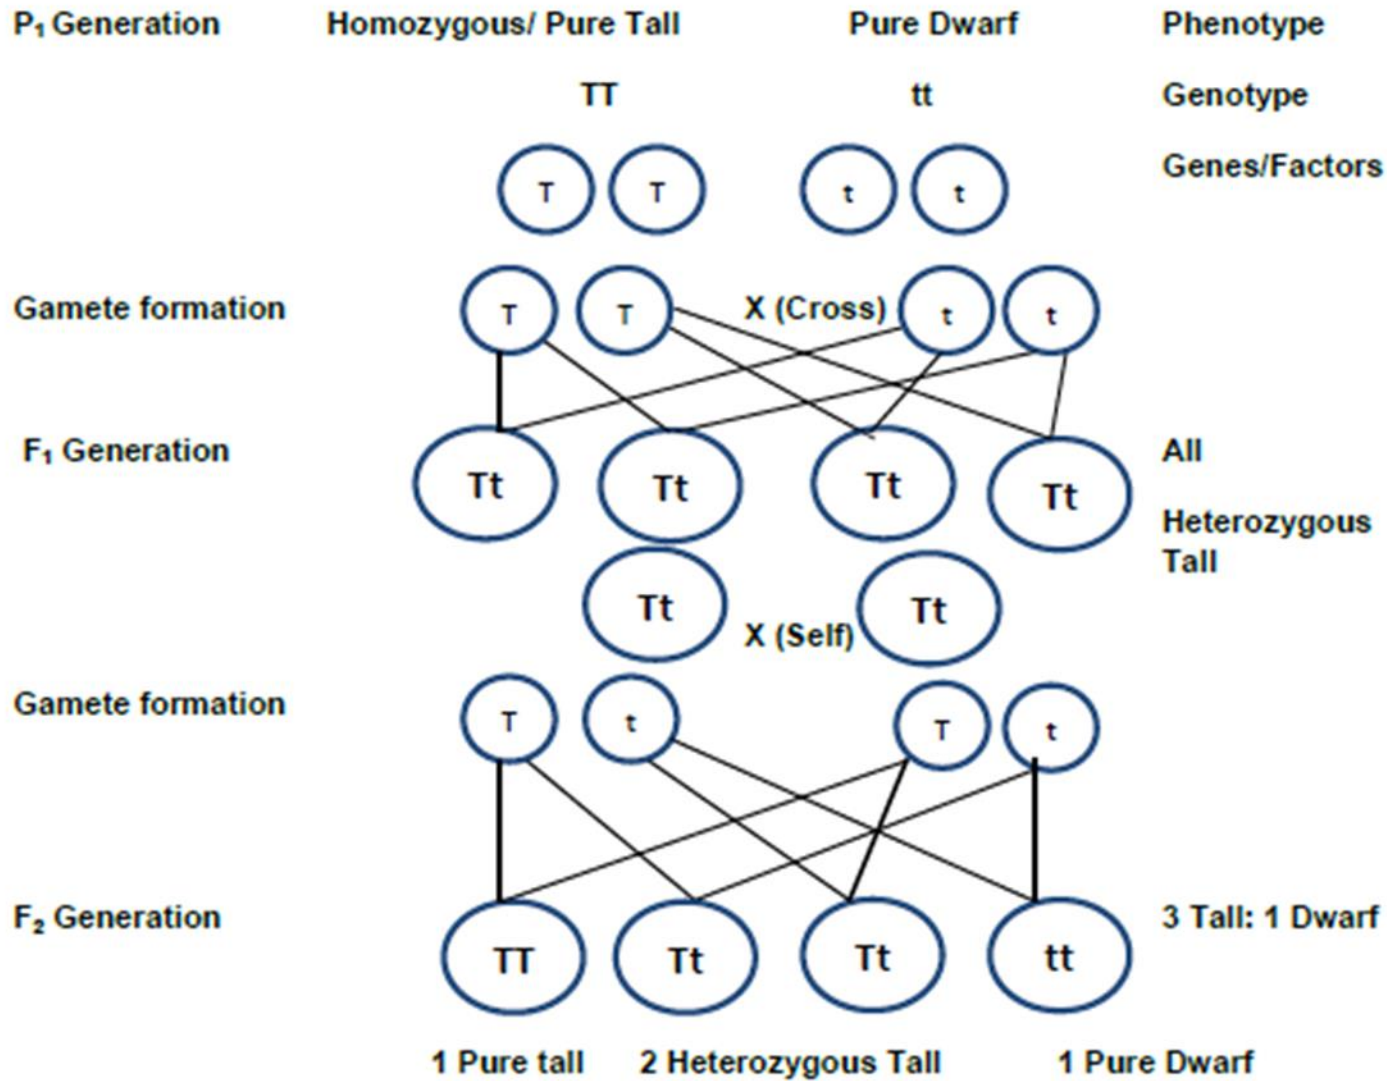 P₁ Generation Homozygous/ Pure Tall Pure Dwarf Phenotype
TT tt Genotype
Genes/Factors
T T t t
Gamete formation T T X (Cross) t t
F₁ Generation All
Tt Tt Tt Tt
Heterozygous
Tall
Tt X (Self) Tt
Gamete formation T t T t
F₂ Generation 3 Tall: 1 Dwarf
TT Tt Tt tt
1 Pure tall 2 Heterozygous Tall 1 Pure Dwarf